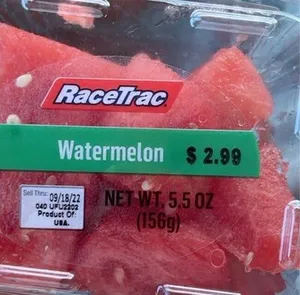 RaceTrac
Watermelon $ 2.99
Sell Thru: 09/18/22
040 UFU2202
Product Of:
USA.
NET WT. 5.5 OZ
(156g)